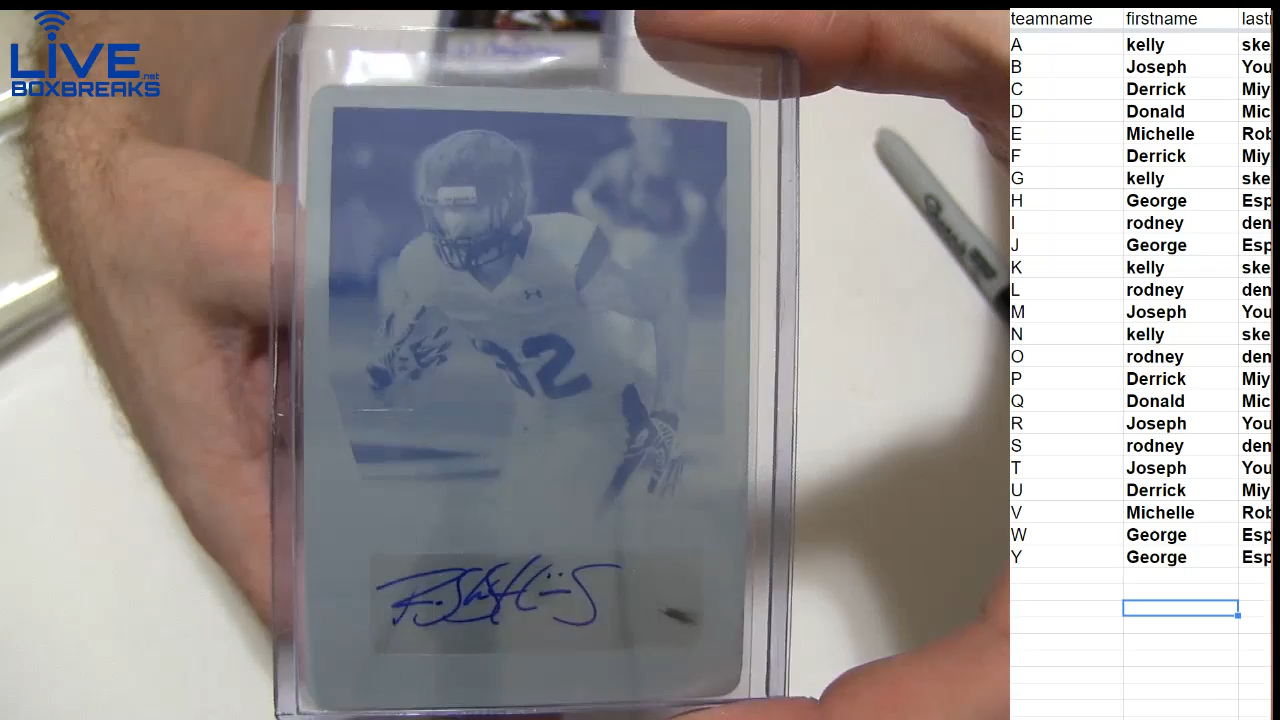 LIVE
.net
BOXBREAKS
32
teamname firstname lastr
A kelly ske
B Joseph You
C Derrick Miy
D Donald Mic
E Michelle Rob
F Derrick Miy
G kelly ske
H George Esp
I rodney den
J George Esp
K kelly ske
L rodney den
M Joseph You
N kelly ske
O rodney den
P Derrick Miy
Q Donald Mic
R Joseph You
S rodney den
T Joseph You
U Derrick Miy
V Michelle Rob
W George Esp
Y George Esp